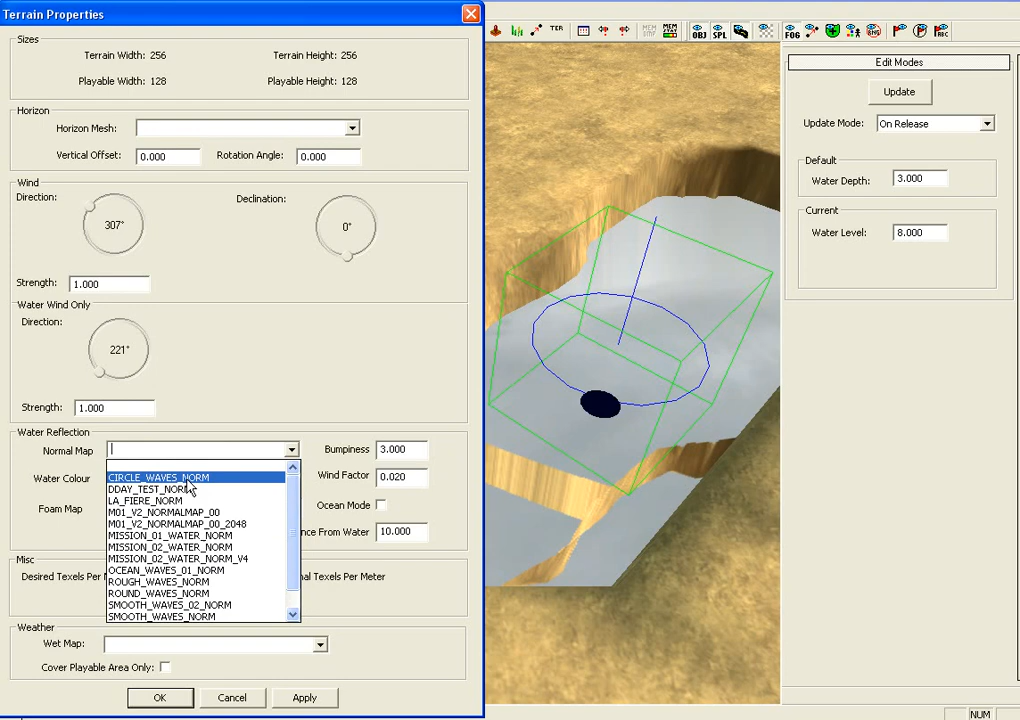 Terrain Properties
Sizes
Terrain Width: 256
Terrain Height: 256
Playable Width: 128
Playable Height: 128
Horizon
Horizon Mesh:
Vertical Offset: 0.000
Rotation Angle: 0.000
Wind
Direction:
Declination:
307°
0°
Strength: 1.000
Water Wind Only
Direction:
221°
Strength: 1.000
Water Reflection
Normal Map
Bumpiness 3.000
CIRCLE_WAVES_NORM
DDAY_TEST_NORM
LA_FIERE_NORM
M01_V2_NORMALMAP_00
M01_V2_NORMALMAP_00_2048
MISSION_01_WATER_NORM
MISSION_02_WATER_NORM
MISSION_02_WATER_NORM_V4
OCEAN_WAVES_01_NORM
ROUGH_WAVES_NORM
ROUND_WAVES_NORM
SMOOTH_WAVES_02_NORM
SMOOTH_WAVES_NORM
Water Colour
Wind Factor 0.020
Foam Map
Ocean Mode
nce From Water 10.000
Misc
Desired Texels Per
nal Texels Per Meter
Weather
Wet Map:
Cover Playable Area Only:
OK
Cancel
Apply
TER
OBJ
SPL
FOG
Edit Modes
Update
Update Mode: On Release
Default
Water Depth: 3.000
Current
Water Level: 8.000
NUM